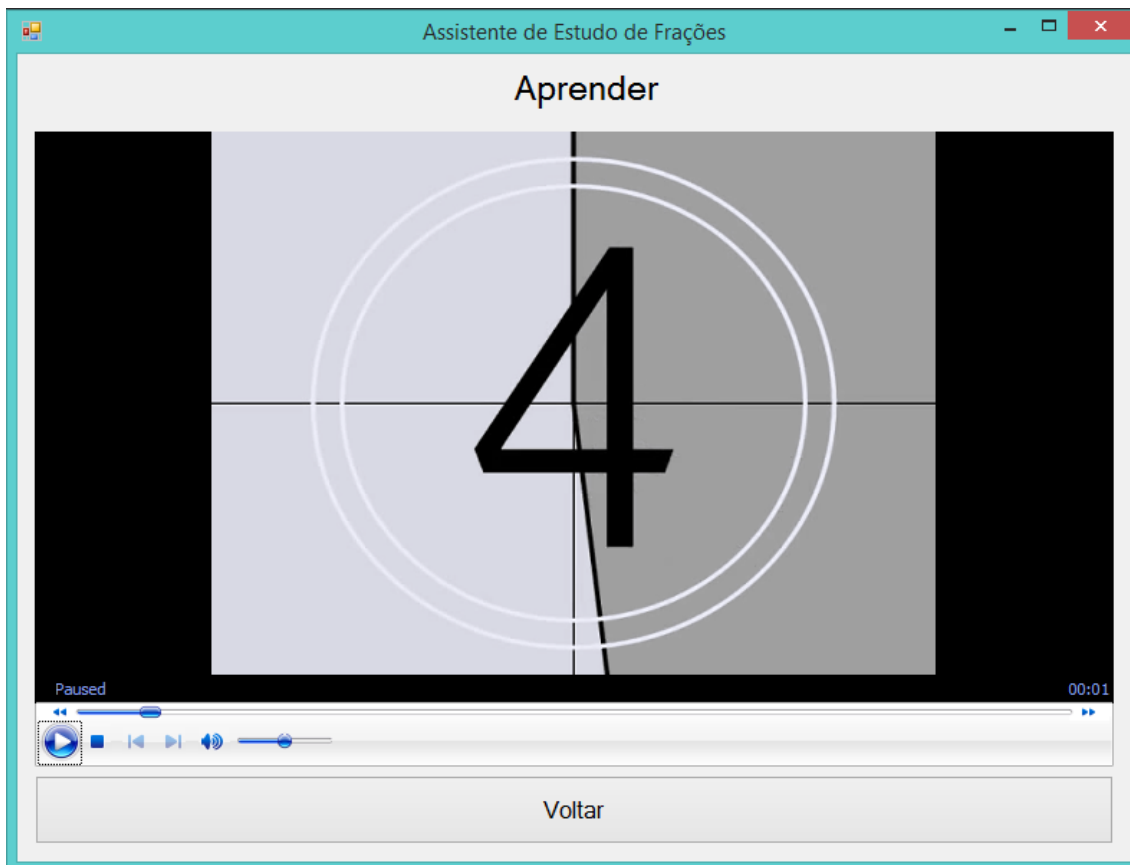 Assistente de Estudo de Frações
Aprender
4
Paused
00:01
Voltar